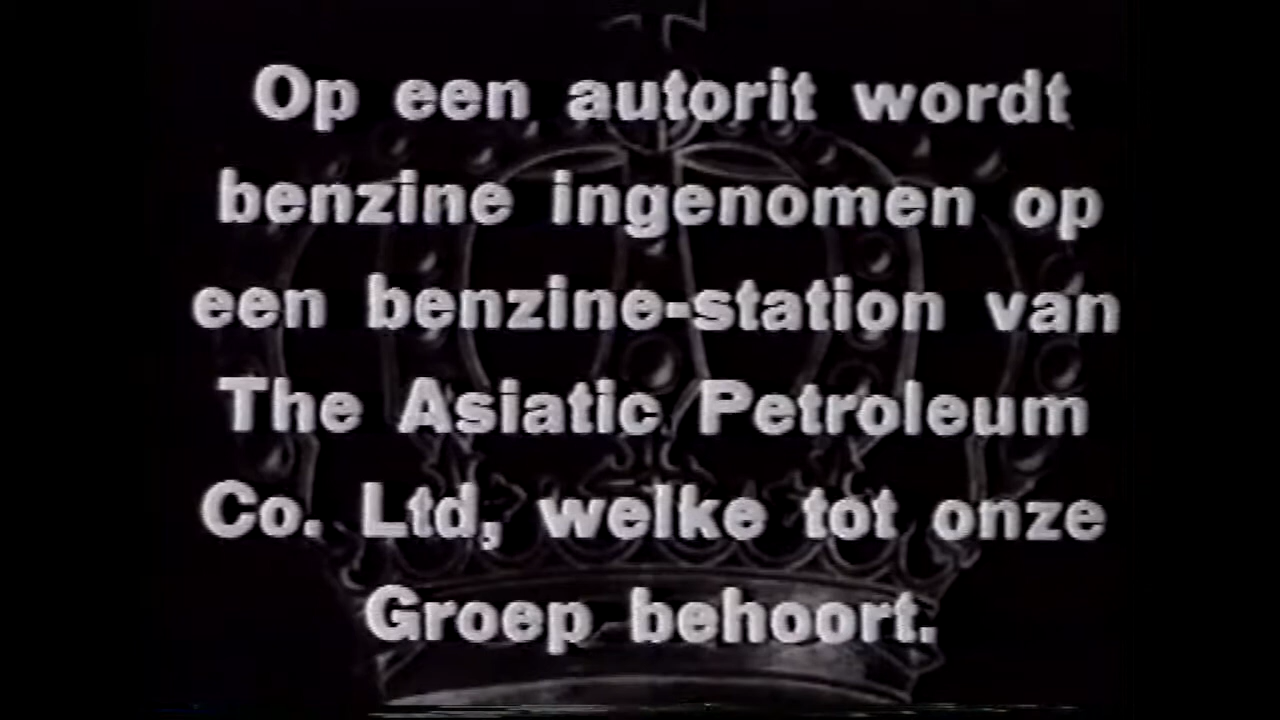 Op een autorit wordt
benzine ingenomen op
een benzine-station van
The Asiatic Petroleum
Co. Ltd, welke tot onze
Groep behoort.